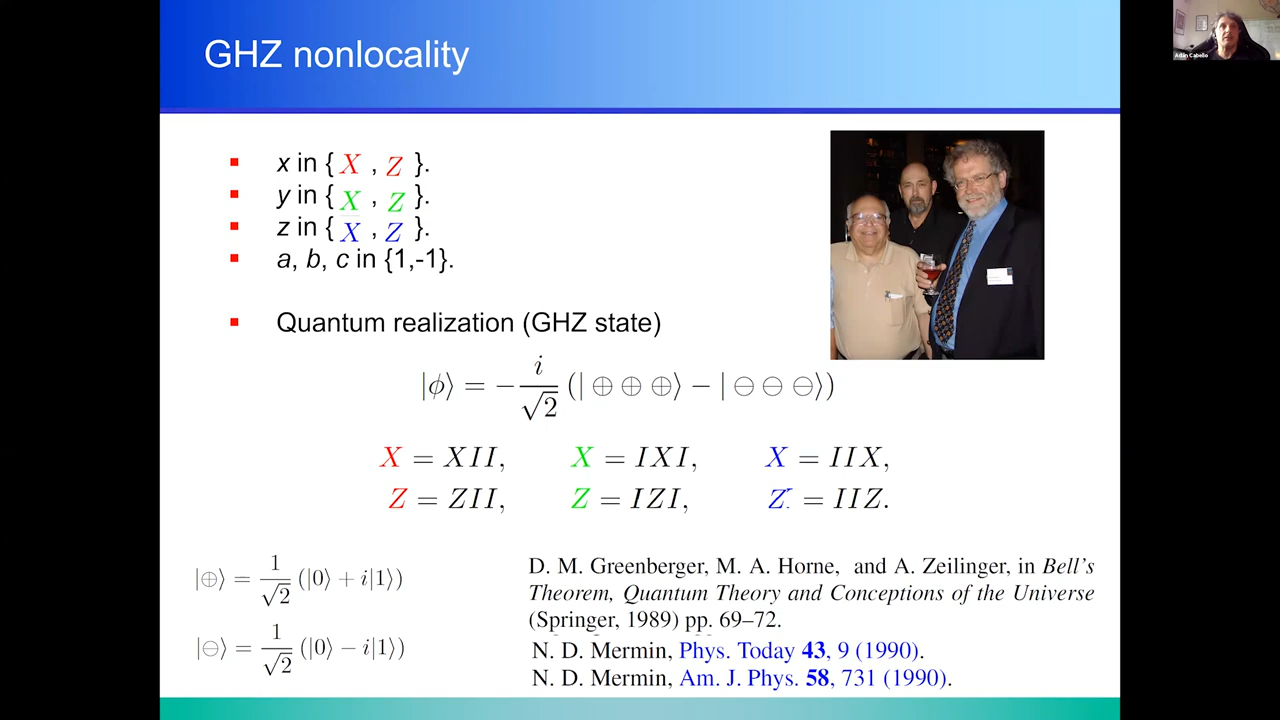 GHZ nonlocality
Adán Cabello
▪ x in { X , Z }.
▪ y in { X , Z }.
▪ z in { X , Z }.
▪ a, b, c in {1,-1}.
▪ Quantum realization (GHZ state)
|ϕ⟩ = − i/√2 (| ⊕ ⊕ ⊕⟩ − | ⊖ ⊖ ⊖⟩)
X = XII, X = IXI, X = IIX,
Z = ZII, Z = IZI, Z = IIZ.
|⊕⟩ = 1/√2 (|0⟩ + i|1⟩)
|⊖⟩ = 1/√2 (|0⟩ − i|1⟩)
D. M. Greenberger, M. A. Horne, and A. Zeilinger, in Bell's
Theorem, Quantum Theory and Conceptions of the Universe
(Springer, 1989) pp. 69–72.
N. D. Mermin, Phys. Today 43, 9 (1990).
N. D. Mermin, Am. J. Phys. 58, 731 (1990).